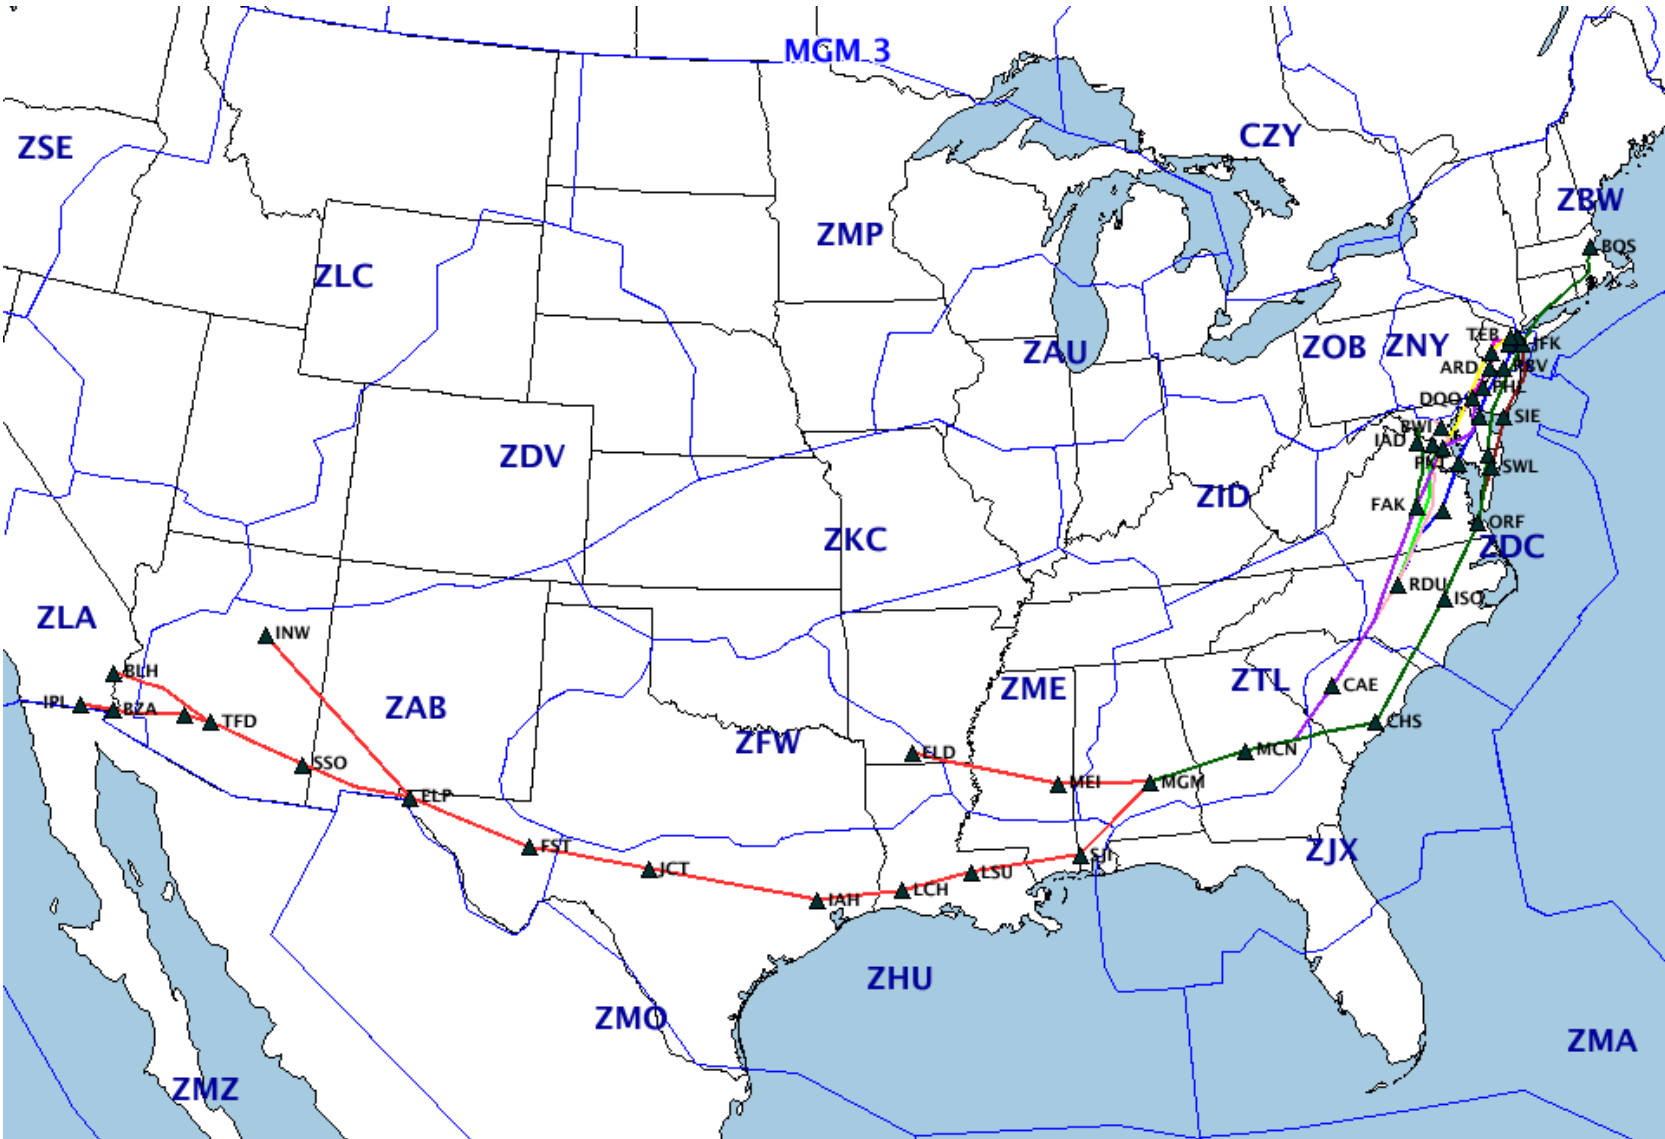 MGM 3
CZY
ZSE
ZBW
ZMP
BOS
ZLC
TEB
JFK
ZAU
ZOB
ZNY
ARD
RBV
PHL
DQO
SIE
BWI
IAD
ZDV
SWL
ZID
FAK
ORF
ZKC
ZDC
RDU
ISO
ZLA
INW
BLH
ZME
ZTL
CAE
IPL
BZA
TFD
ZAB
CHS
ZFW
ELD
MCN
SSO
MEI
MGM
ELP
FST
SJI
ZJX
JCT
LSU
LCH
IAH
ZHU
ZMO
ZMA
ZMZ